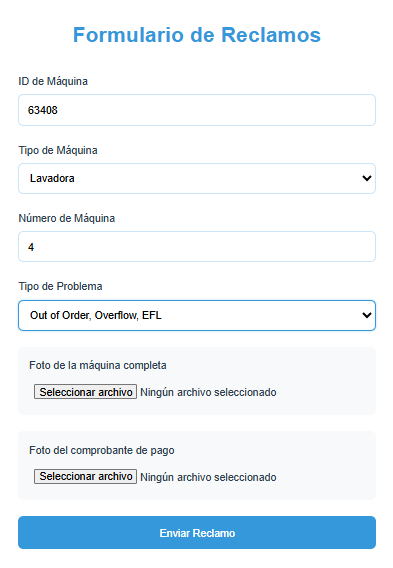 Formulario de Reclamos
ID de Máquina
63408
Tipo de Máquina
Lavadora
Número de Máquina
4
Tipo de Problema
Out of Order, Overflow, EFL
Foto de la máquina completa
Seleccionar archivo Ningún archivo seleccionado
Foto del comprobante de pago
Seleccionar archivo Ningún archivo seleccionado
Enviar Reclamo